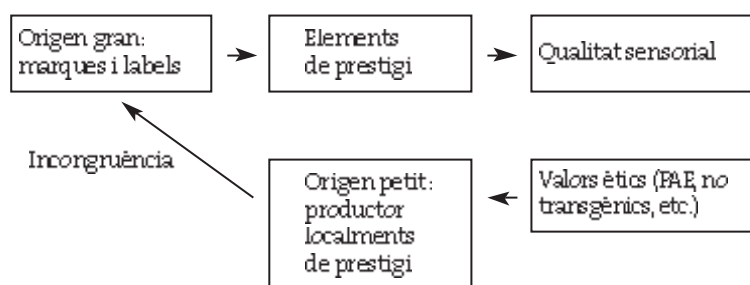 Origen gran:
marques i labels
Elements
de prestigi
Qualitat sensorial
Incongruència
Origen petit:
productor
localments
de prestigi
Valors ètics (PAE, no
transgènics, etc.)